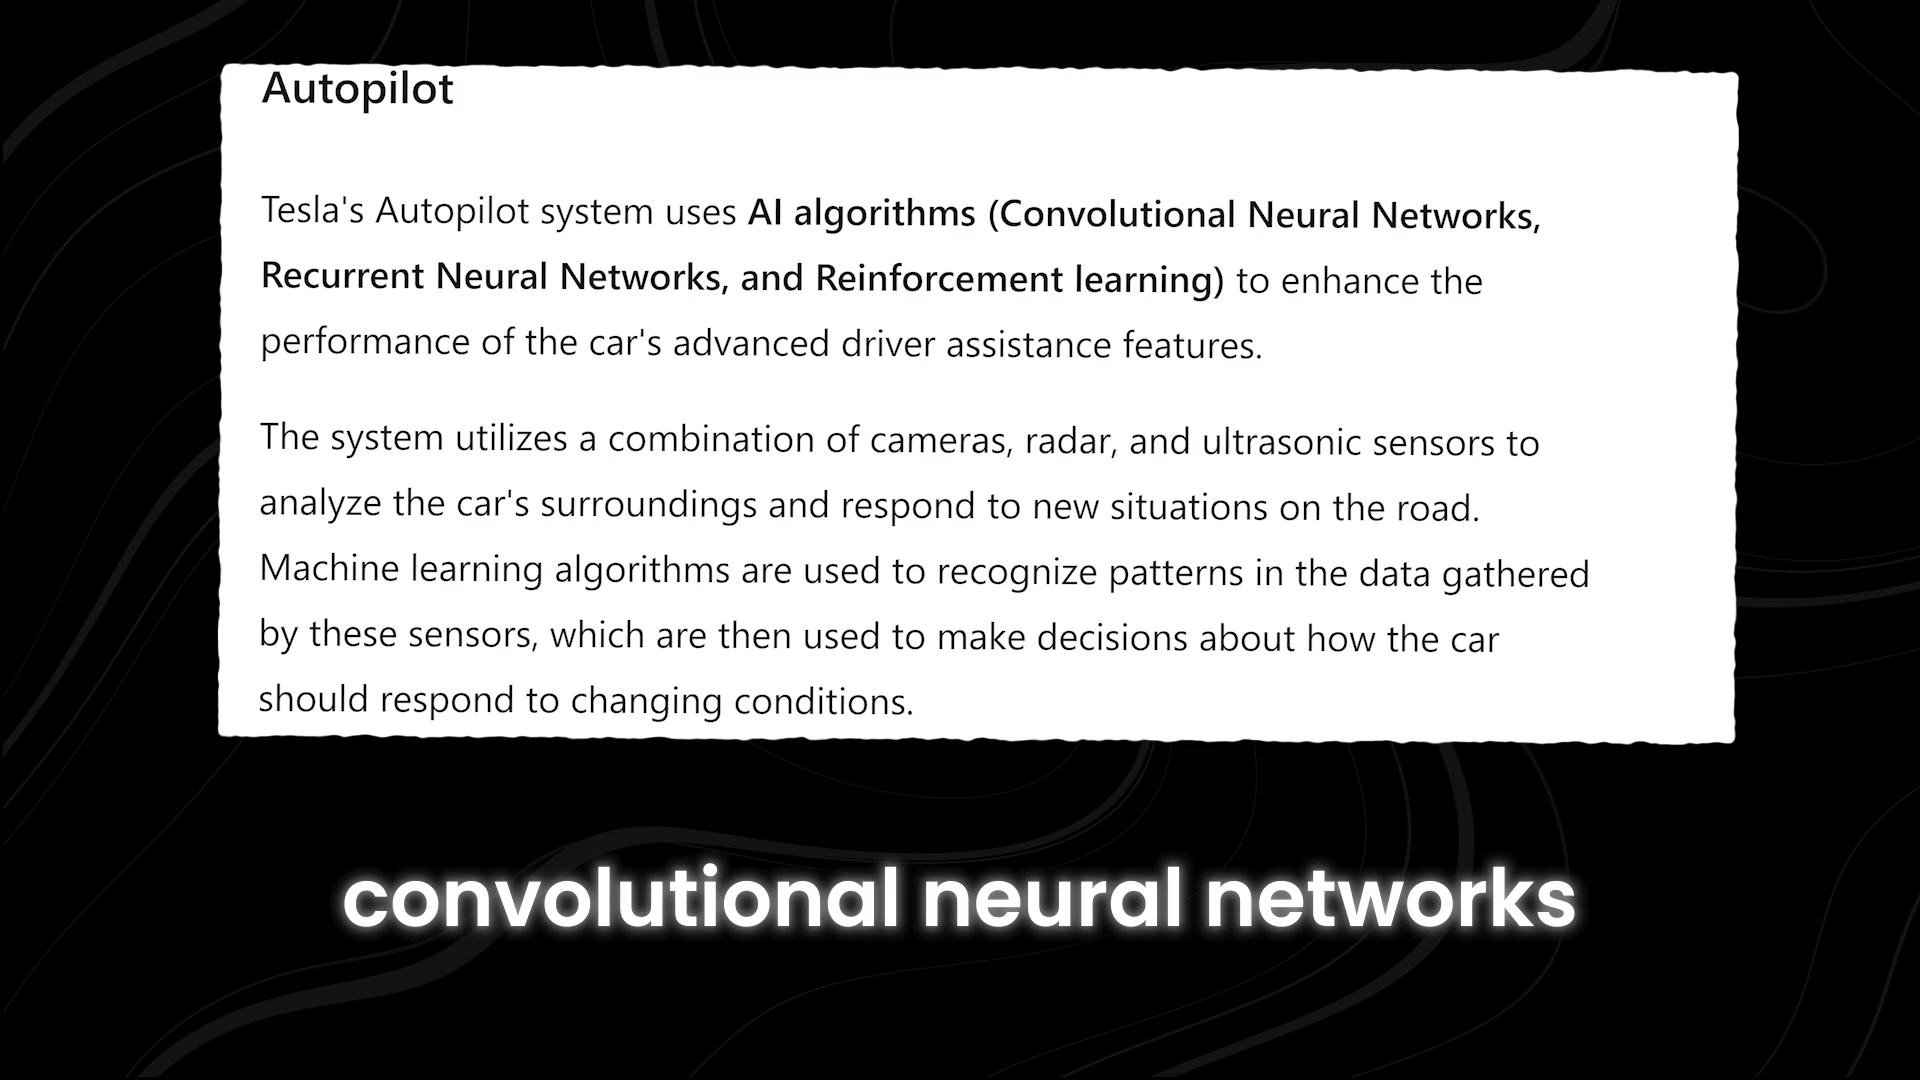 Autopilot
Tesla's Autopilot system uses AI algorithms (Convolutional Neural Networks,
Recurrent Neural Networks, and Reinforcement learning) to enhance the
performance of the car's advanced driver assistance features.
The system utilizes a combination of cameras, radar, and ultrasonic sensors to
analyze the car's surroundings and respond to new situations on the road.
Machine learning algorithms are used to recognize patterns in the data gathered
by these sensors, which are then used to make decisions about how the car
should respond to changing conditions.
convolutional neural networks